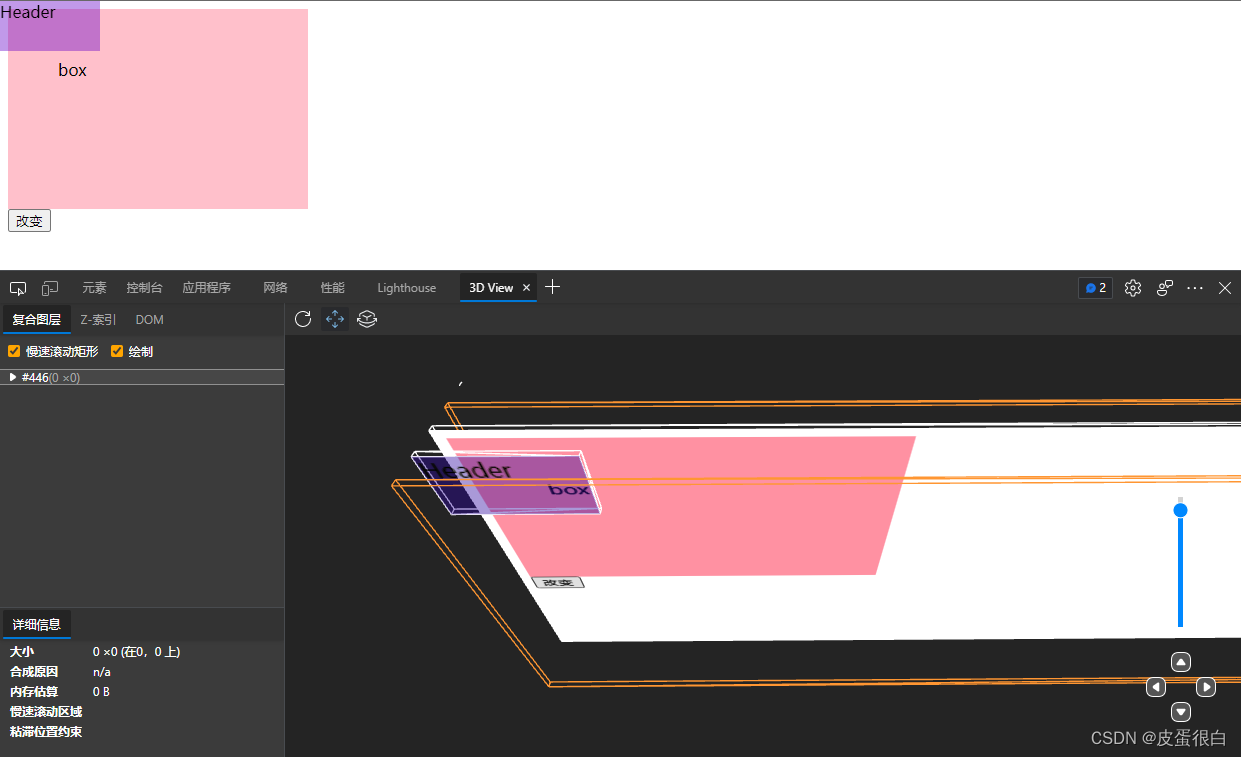 Header
box
改变
元素 控制台 应用程序 网络 性能 Lighthouse 3D View 2
复合图层 Z-索引 DOM
慢速滚动矩形 绘制
#446(0 ×0)
Header
box
改变
详细信息
大小 0 ×0 (在0，0 上)
合成原因 n/a
内存估算 0 B
慢速滚动区域
粘滞位置约束
CSDN @皮蛋很白